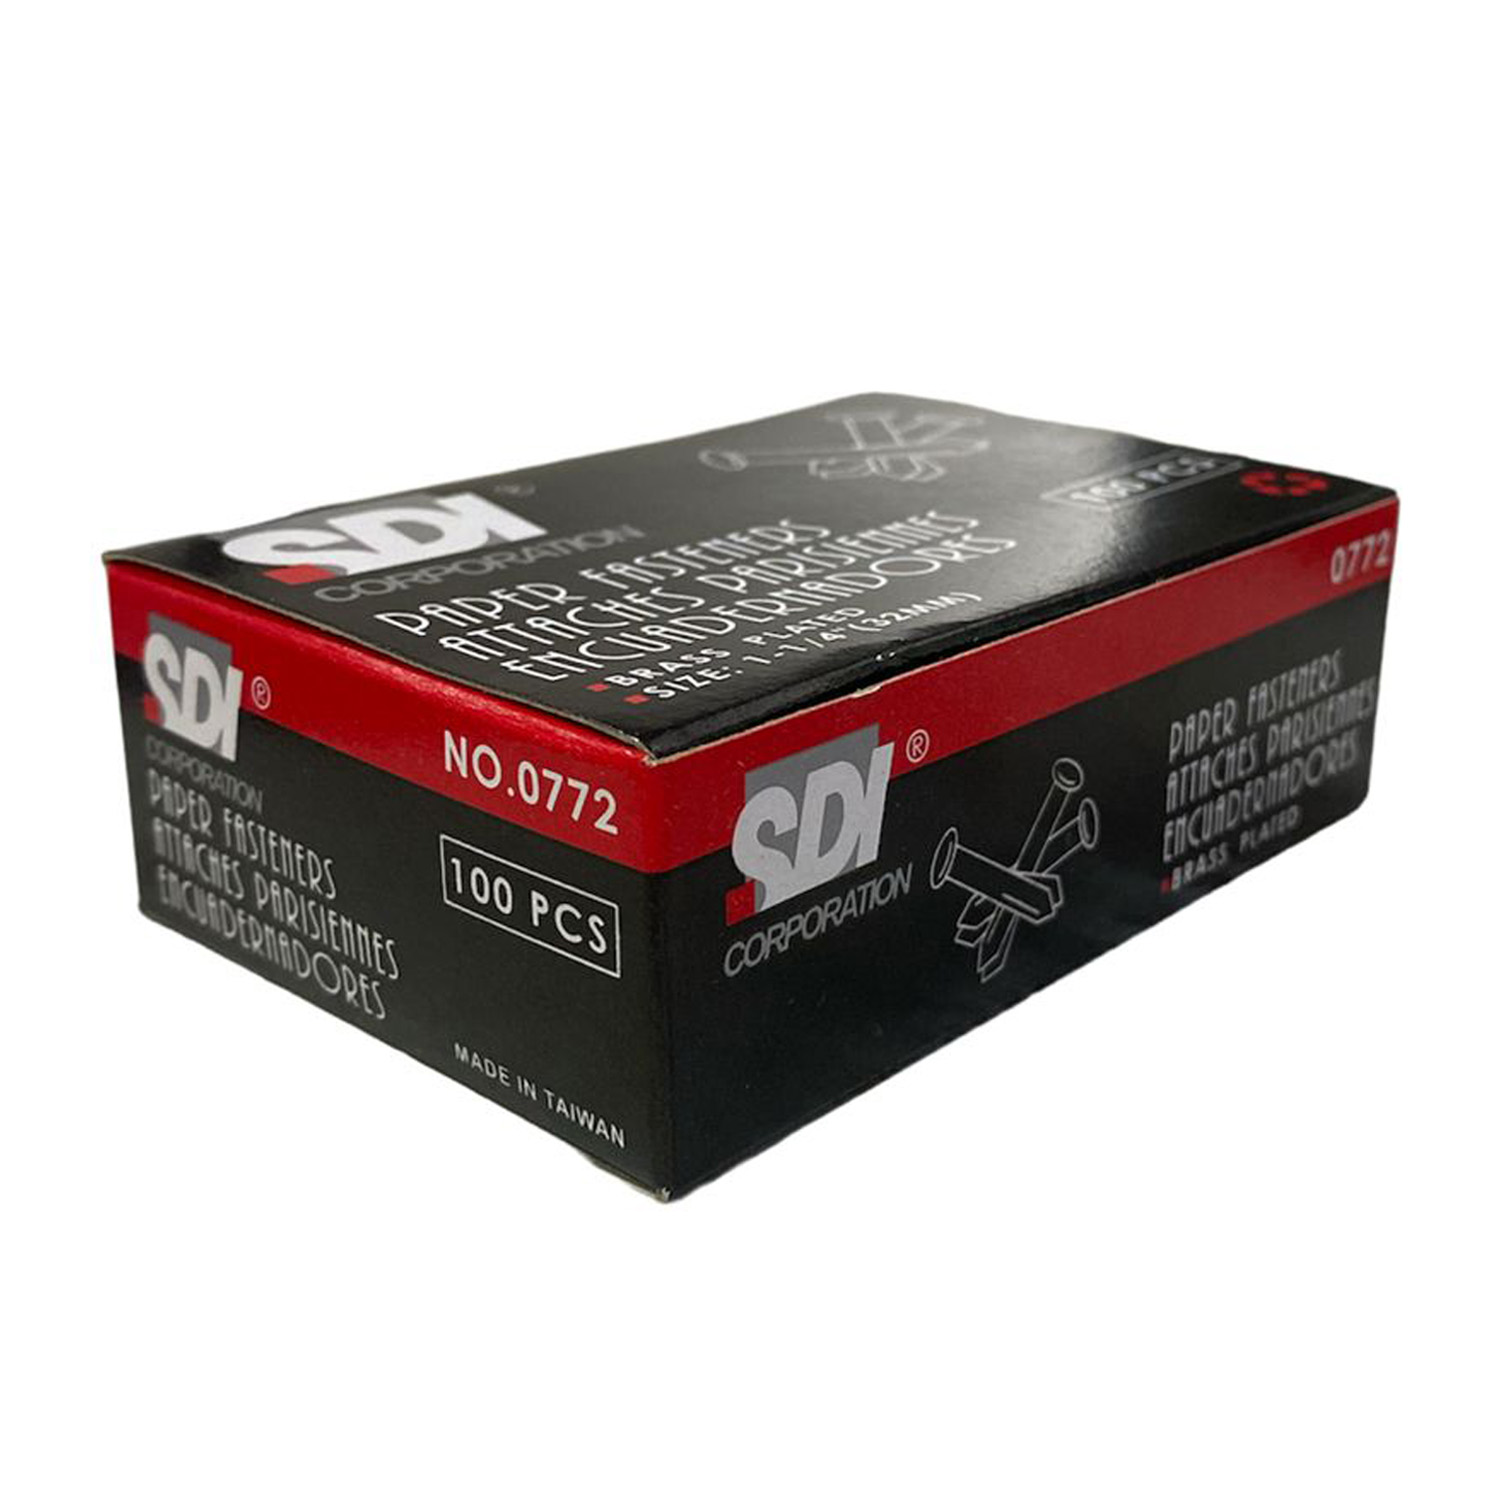 SDI ®
CORPORATION
PAPER FASTENERS
ATTACHES PARISIENNES
ENCUADERNADORES
BRASS PLATED
SIZE: 1-1/4" (32MM)
100 PCS
SDI ®
CORPORATION
PAPER FASTENERS
ATTACHES PARISIENNES
ENCUADERNADORES
NO.0772
100 PCS
MADE IN TAIWAN
SDI ®
CORPORATION
0772
PAPER FASTENERS
ATTACHES PARISIENNES
ENCUADERNADORES
BRASS PLATED